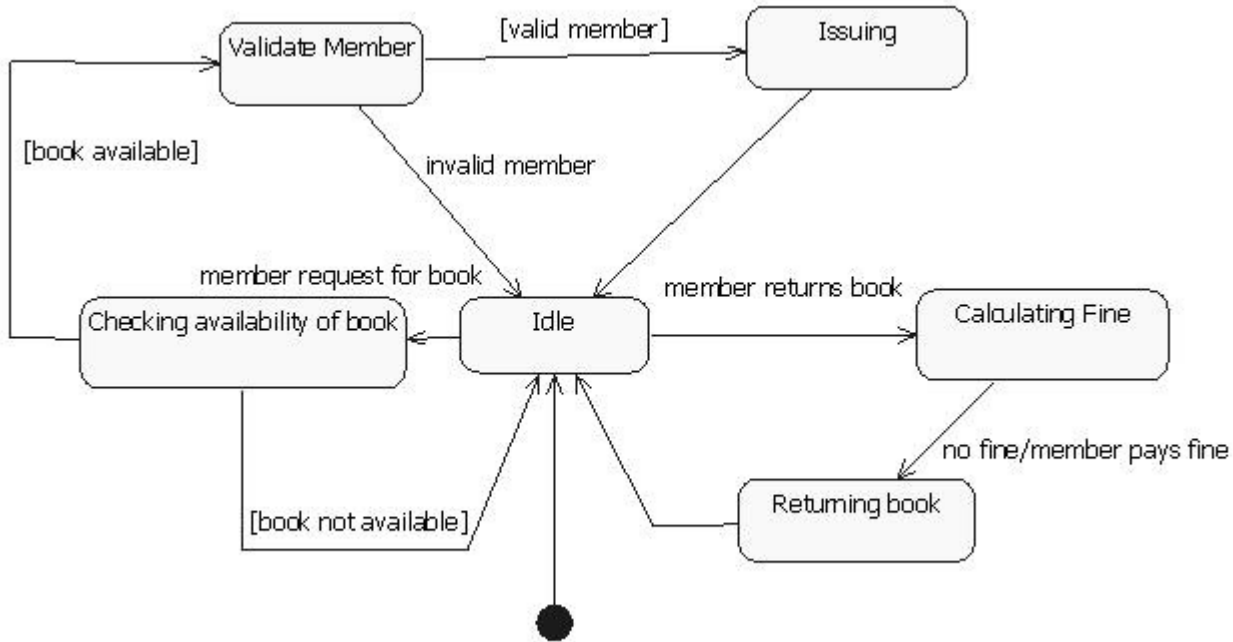 Validate Member
[valid member]
Issuing
[book available]
invalid member
member request for book
Checking availability of book
Idle
member returns book
Calculating Fine
no fine/member pays fine
Returning book
[book not available]